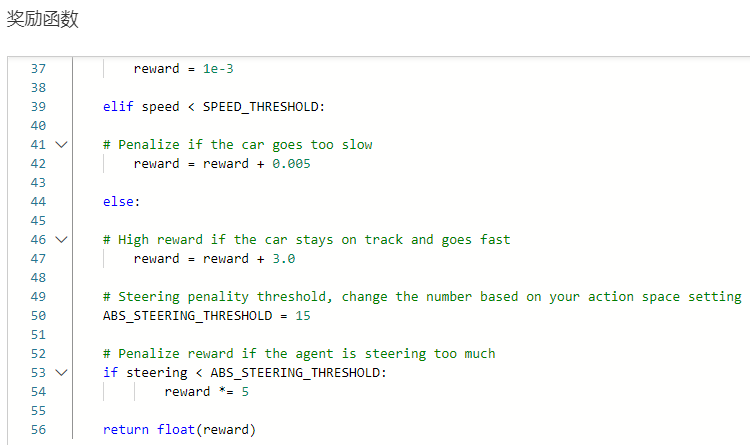 奖励函数
37 reward = 1e-3
38
39 elif speed < SPEED_THRESHOLD:
40
41 # Penalize if the car goes too slow
42 reward = reward + 0.005
43
44 else:
45
46 # High reward if the car stays on track and goes fast
47 reward = reward + 3.0
48
49 # Steering penality threshold, change the number based on your action space setting
50 ABS_STEERING_THRESHOLD = 15
51
52 # Penalize reward if the agent is steering too much
53 if steering < ABS_STEERING_THRESHOLD:
54 reward *= 5
55
56 return float(reward)